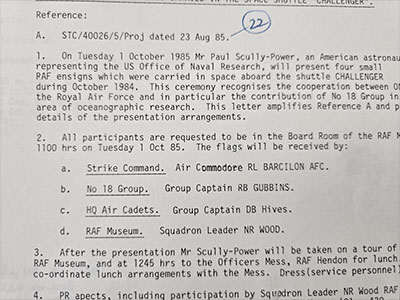 CARRIED IN THE SPACE SHUTTLE "CHALLENGER".
Reference:
22
A. STC/40026/5/Proj dated 23 Aug 85.
1. On Tuesday 1 October 1985 Mr Paul Scully-Power, an American astronau
representing the US Office of Naval Research, will present four small
RAF ensigns which were carried in space aboard the shuttle CHALLENGER
during October 1984. This ceremony recognises the cooperation between ON
the Royal Air Force and in particular the contribution of No 18 Group in
area of oceanographic research. This letter amplifies Reference A and p
details of the presentation arrangements.
2. All participants are requested to be in the Board Room of the RAF M
1100 hrs on Tuesday 1 Oct 85. The flags will be received by:
a. Strike Command. Air Commodore RL BARCILON AFC.
b. No 18 Group. Group Captain RB GUBBINS.
c. HQ Air Cadets. Group Captain DB Hives.
d. RAF Museum. Squadron Leader NR WOOD.
3. After the presentation Mr Scully-Power will be taken on a tour of
RAF Museum, and at 1245 hrs to the Officers Mess, RAF Hendon for lunch.
co-ordinate lunch arrangements with the Mess. Dress(service personnel)
4. PR apects, including participation by Squadron Leader NR Wood RAF